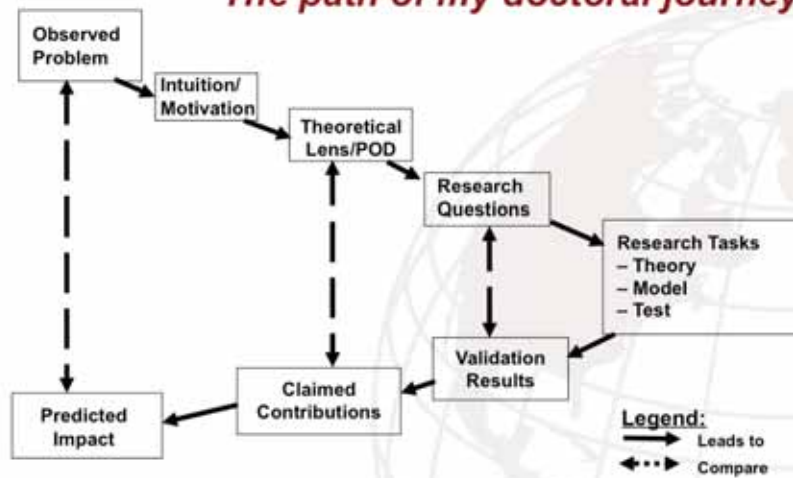 The path of my doctoral journey
Observed
Problem
Intuition/
Motivation
Theoretical
Lens/POD
Research
Questions
Research Tasks
– Theory
– Model
– Test
Validation
Results
Claimed
Contributions
Predicted
Impact
Legend:
Leads to
Compare